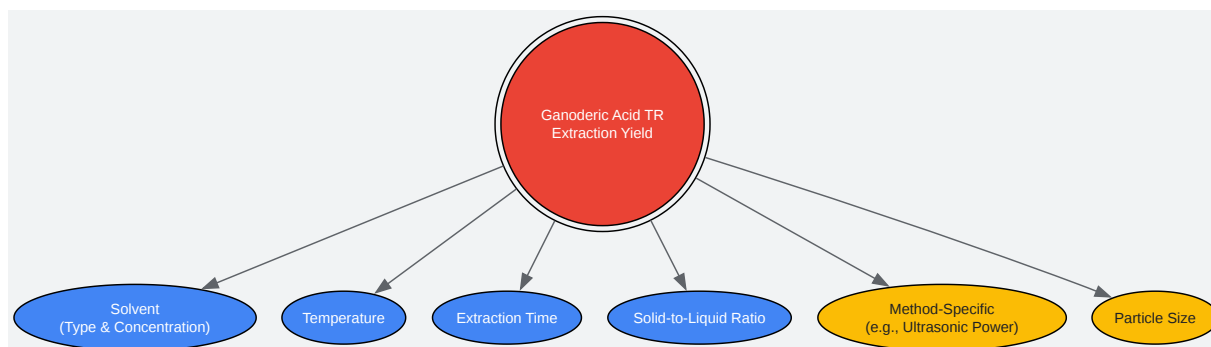 Ganoderic Acid TR
Extraction Yield
Solvent
(Type & Concentration)
Temperature
Extraction Time
Solid-to-Liquid Ratio
Method-Specific
(e.g., Ultrasonic Power)
Particle Size